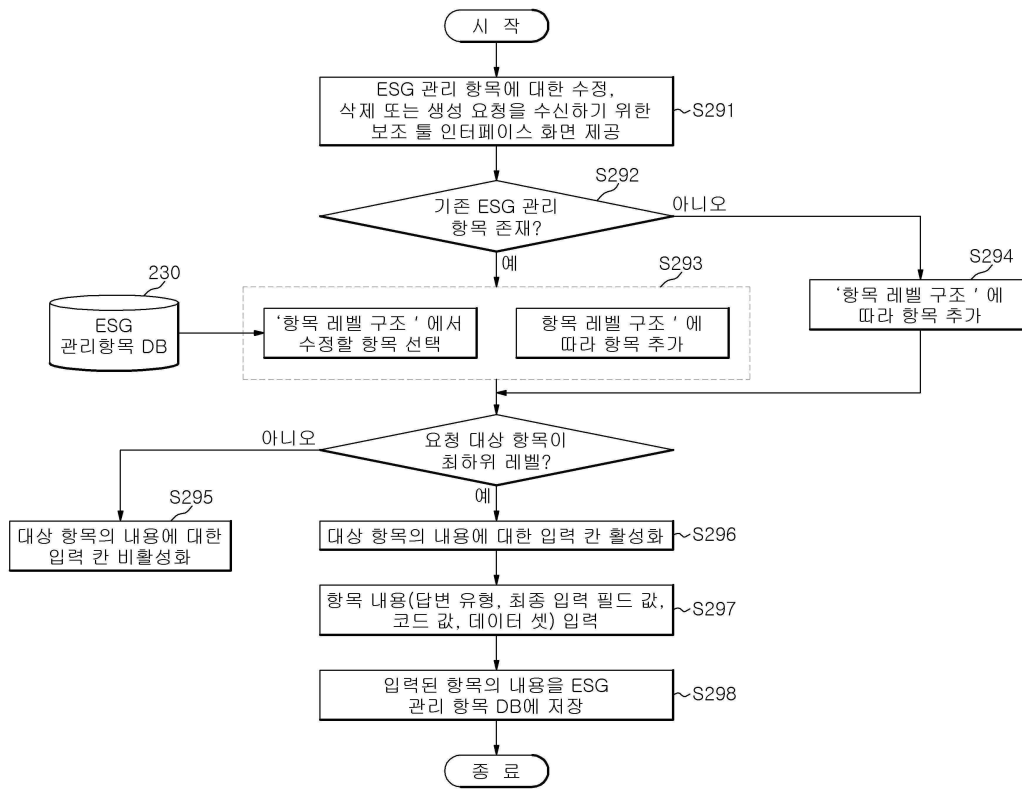 시 작
ESG 관리 항목에 대한 수정,
삭제 또는 생성 요청을 수신하기 위한
보조 툴 인터페이스 화면 제공
S291
S292
기존 ESG 관리
항목 존재?
아니오
예
S293
S294
230
ESG
관리항목 DB
‘항목 레벨 구조 ′ 에서
수정할 항목 선택
항목 레벨 구조 ′ 에
따라 항목 추가
‘항목 레벨 구조 ′ 에
따라 항목 추가
아니오
요청 대상 항목이
최하위 레벨?
예
S295
대상 항목의 내용에 대한
입력 칸 비활성화
대상 항목의 내용에 대한 입력 칸 활성화
S296
항목 내용(답변 유형, 최종 입력 필드 값,
코드 값, 데이터 셋) 입력
S297
입력된 항목의 내용을 ESG
관리 항목 DB에 저장
S298
종 료